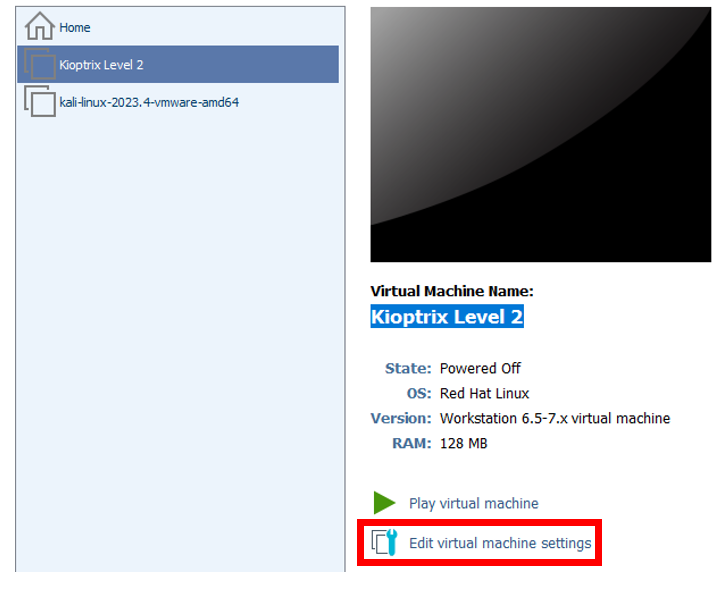 Home
Kioptrix Level 2
kali-linux-2023.4-vmware-amd64
Virtual Machine Name:
Kioptrix Level 2
State: Powered Off
OS: Red Hat Linux
Version: Workstation 6.5-7.x virtual machine
RAM: 128 MB
Play virtual machine
Edit virtual machine settings